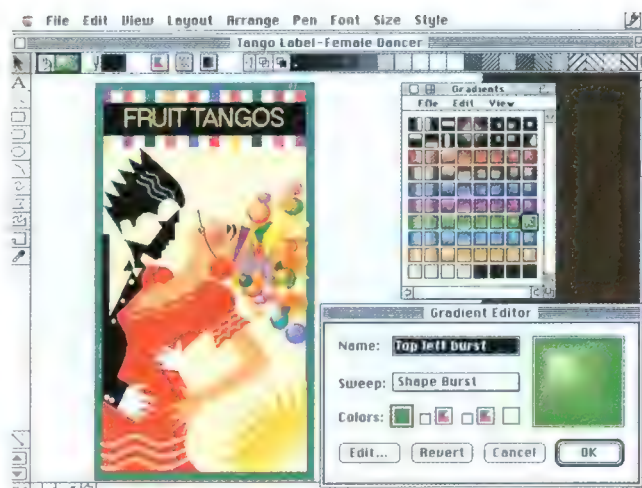 File Edit View Layout Arrange Pen Font Size Style
Tango Label-Female Dancer
A
FRUIT TANGOS
Gradients
File Edit View
Gradient Editor
Name: Top left burst
Sweep: Shape Burst
Colors:
Edit... Revert Cancel OK